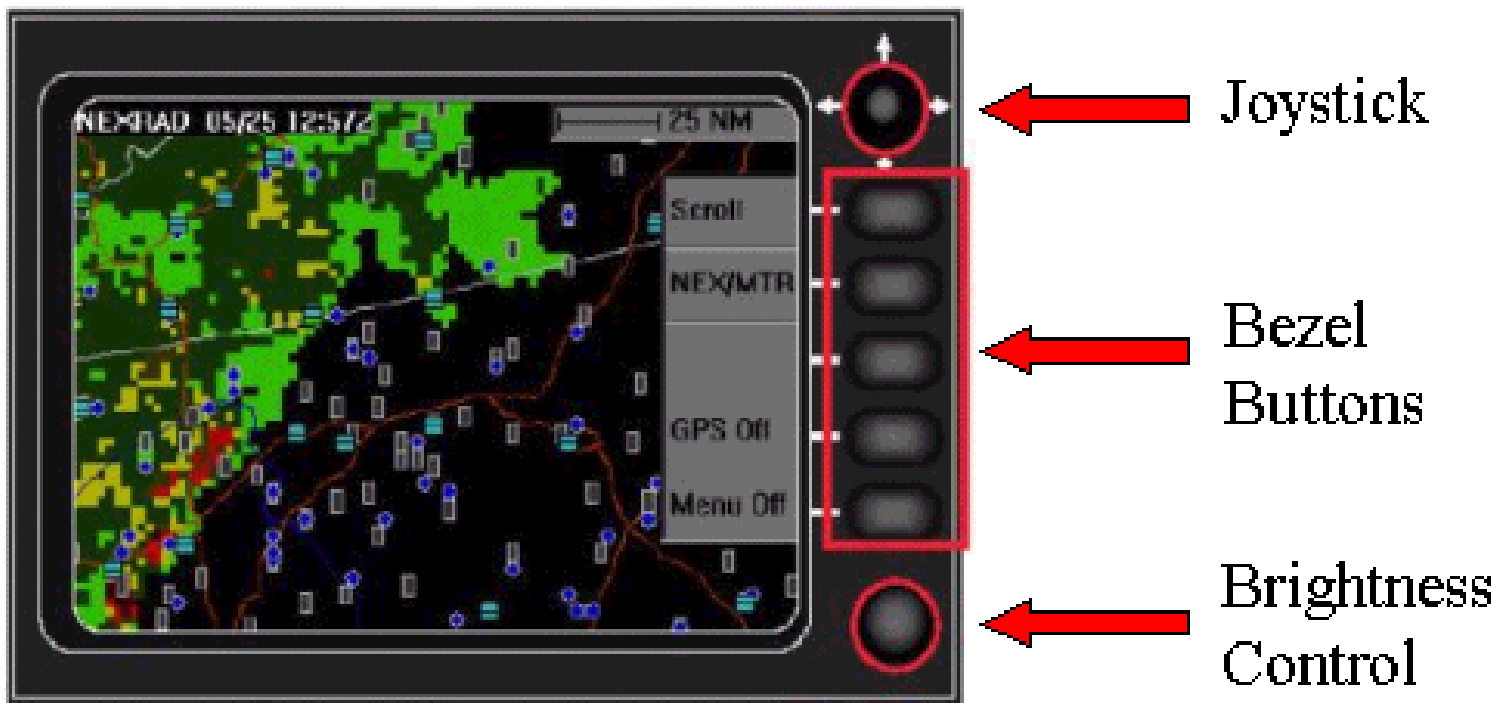 NEXRAD 05/25 12:57Z
25 NM
Scroll
NEX/MTR
GPS Off
Menu Off
Joystick
Bezel
Buttons
Brightness
Control